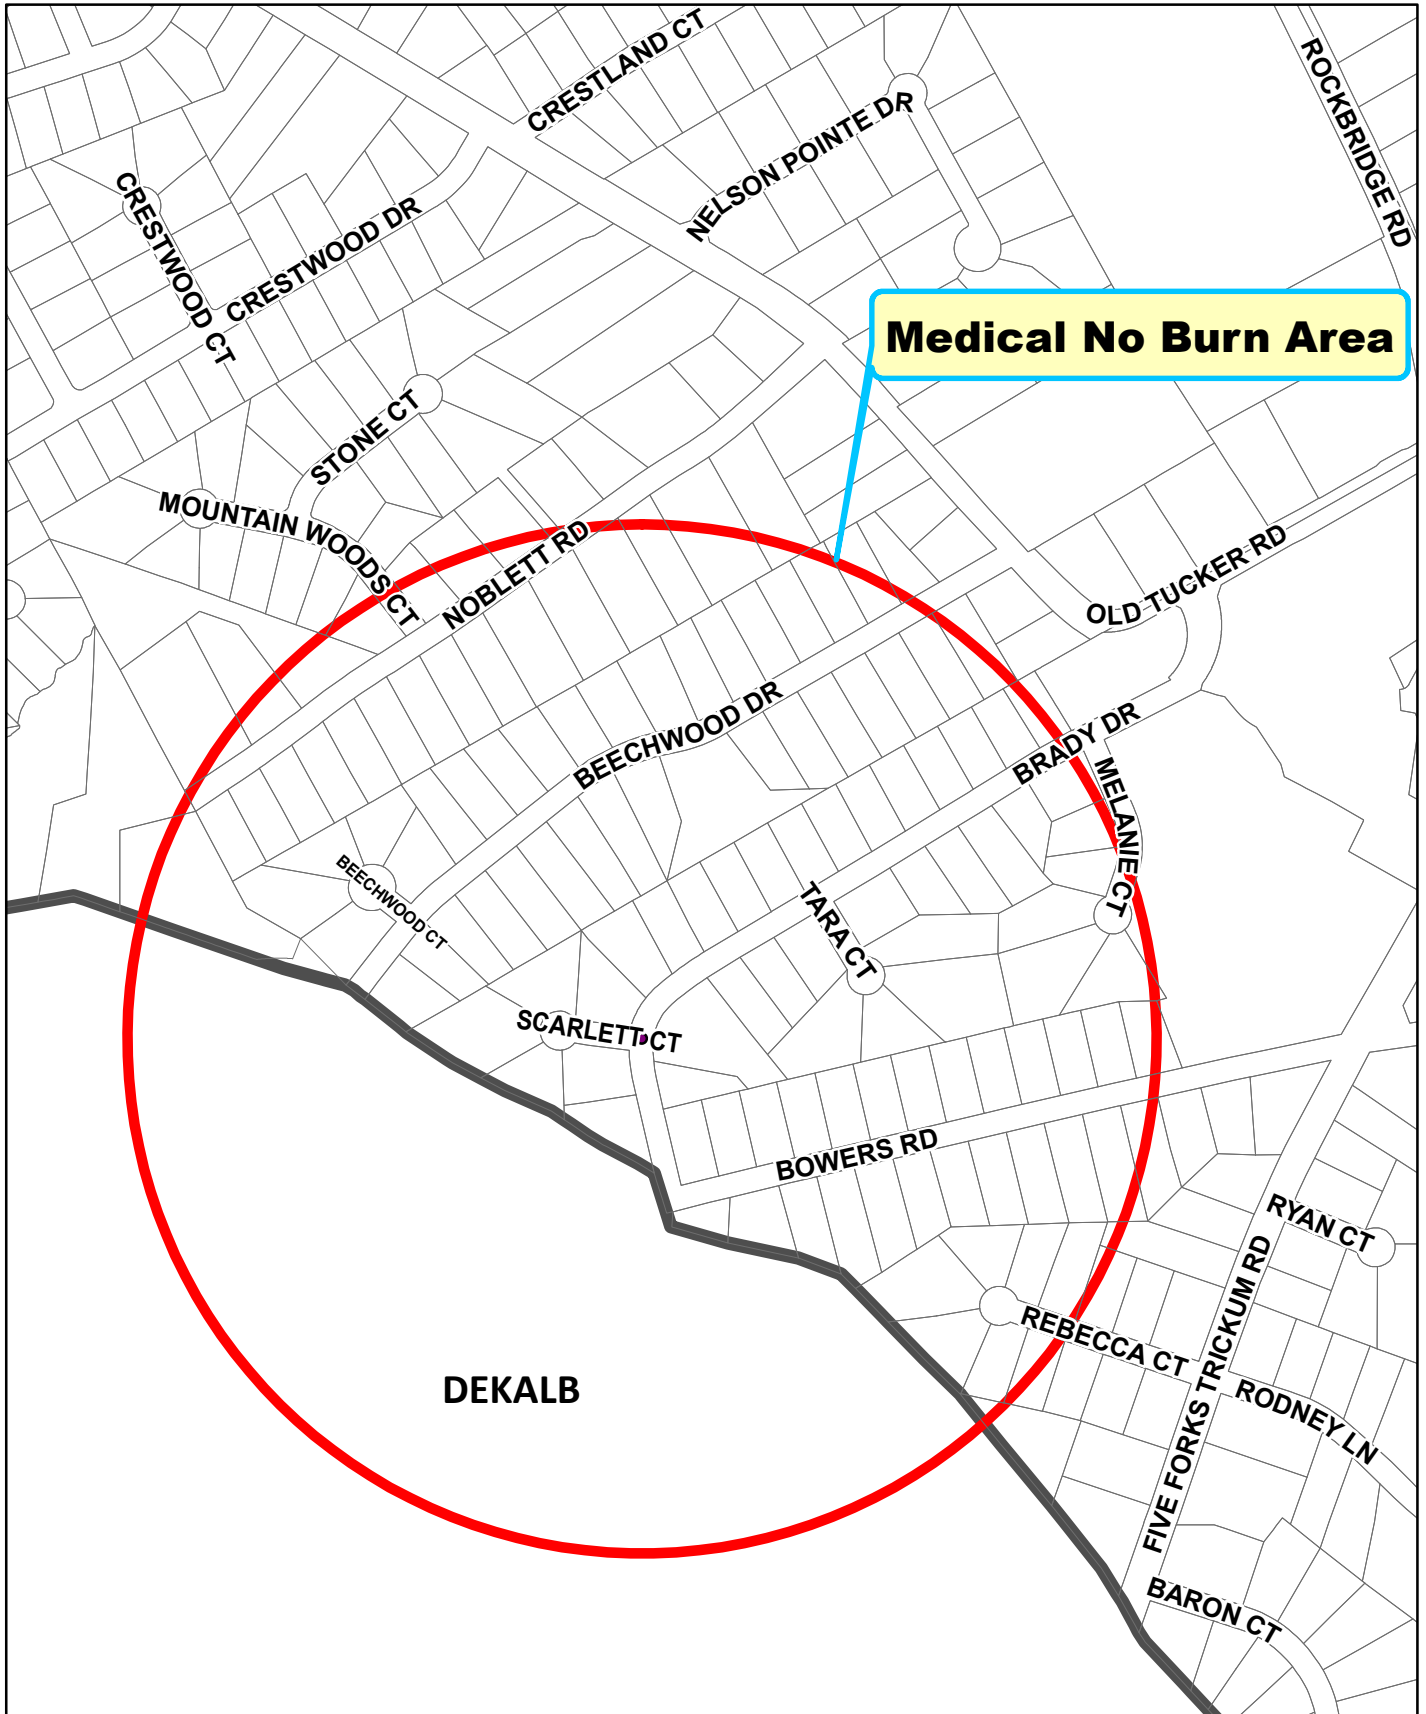 CRESTLAND CT
ROCKBRIDGE RD
NELSON POINTE DR
CRESTWOOD CT
CRESTWOOD DR
Medical No Burn Area
STONE CT
MOUNTAIN WOODS CT
NOBLETT RD
OLD TUCKER RD
BEECHWOOD DR
BRADY DR
MELANIE CT
BEECHWOOD CT
TARA CT
SCARLETT CT
BOWERS RD
RYAN CT
FIVE FORKS TRICKUM RD
REBECCA CT
DEKALB
RODNEY LN
BARON CT